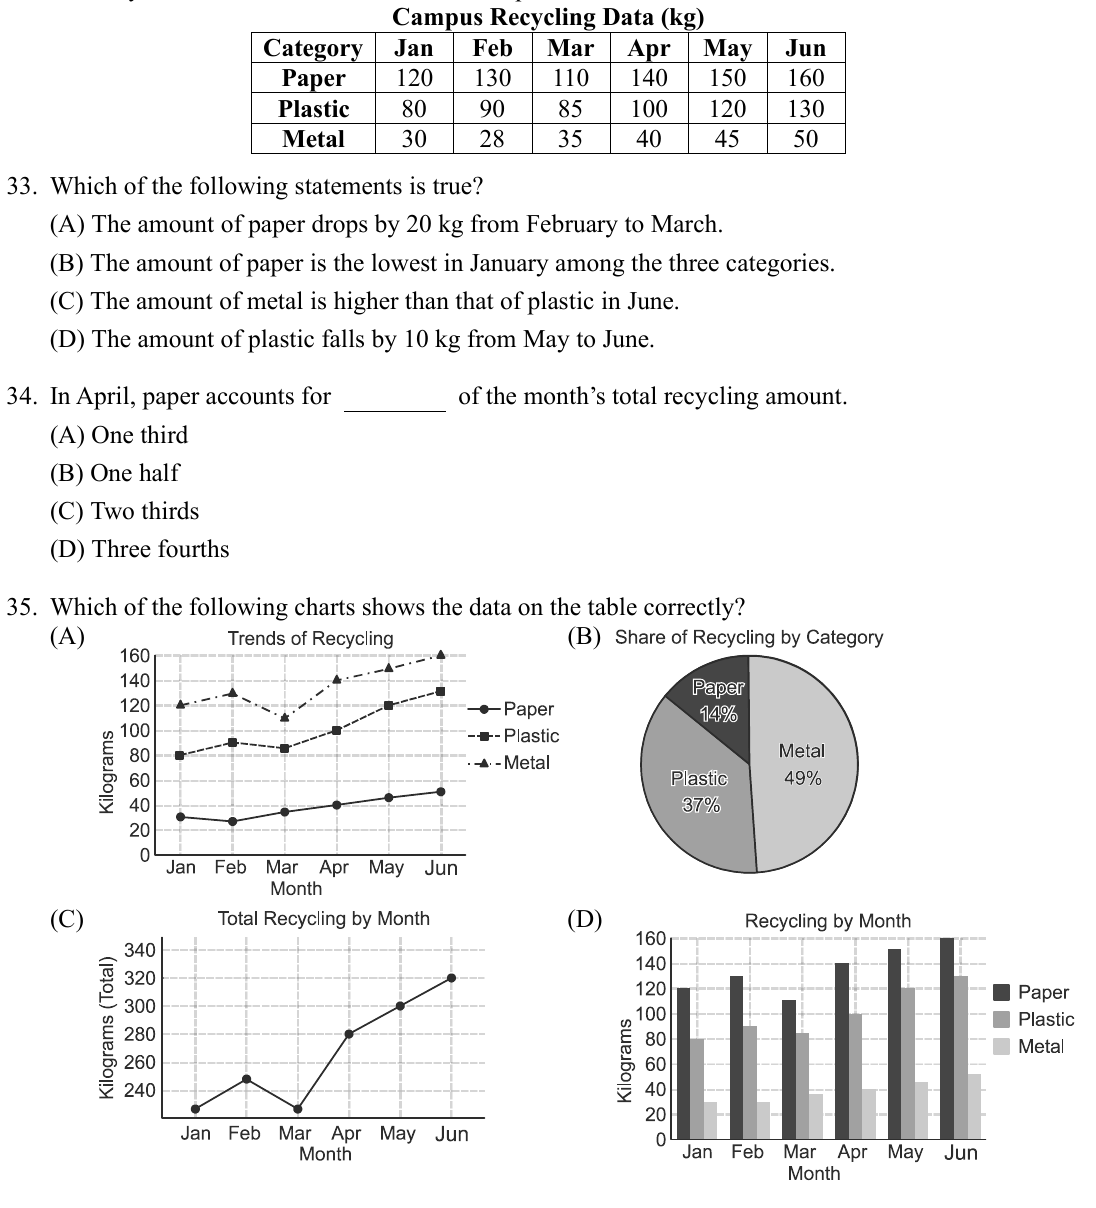 Campus Recycling Data (kg)
Category Jan Feb Mar Apr May Jun
Paper 120 130 110 140 150 160
Plastic 80 90 85 100 120 130
Metal 30 28 35 40 45 50
33. Which of the following statements is true?
(A) The amount of paper drops by 20 kg from February to March.
(B) The amount of paper is the lowest in January among the three categories.
(C) The amount of metal is higher than that of plastic in June.
(D) The amount of plastic falls by 10 kg from May to June.
34. In April, paper accounts for ________ of the month's total recycling amount.
(A) One third
(B) One half
(C) Two thirds
(D) Three fourths
35. Which of the following charts shows the data on the table correctly?
(A)
Trends of Recycling
Kilograms
160
140
120
100
80
60
40
20
0
Jan Feb Mar Apr May Jun
Month
Paper
Plastic
Metal
(B)
Share of Recycling by Category
Paper
14%
Metal
49%
Plastic
37%
(C)
Total Recycling by Month
Kilograms (Total)
340
320
300
280
260
240
Jan Feb Mar Apr May Jun
Month
(D)
Recycling by Month
Kilograms
160
140
120
100
80
60
40
20
0
Jan Feb Mar Apr May Jun
Month
Paper
Plastic
Metal